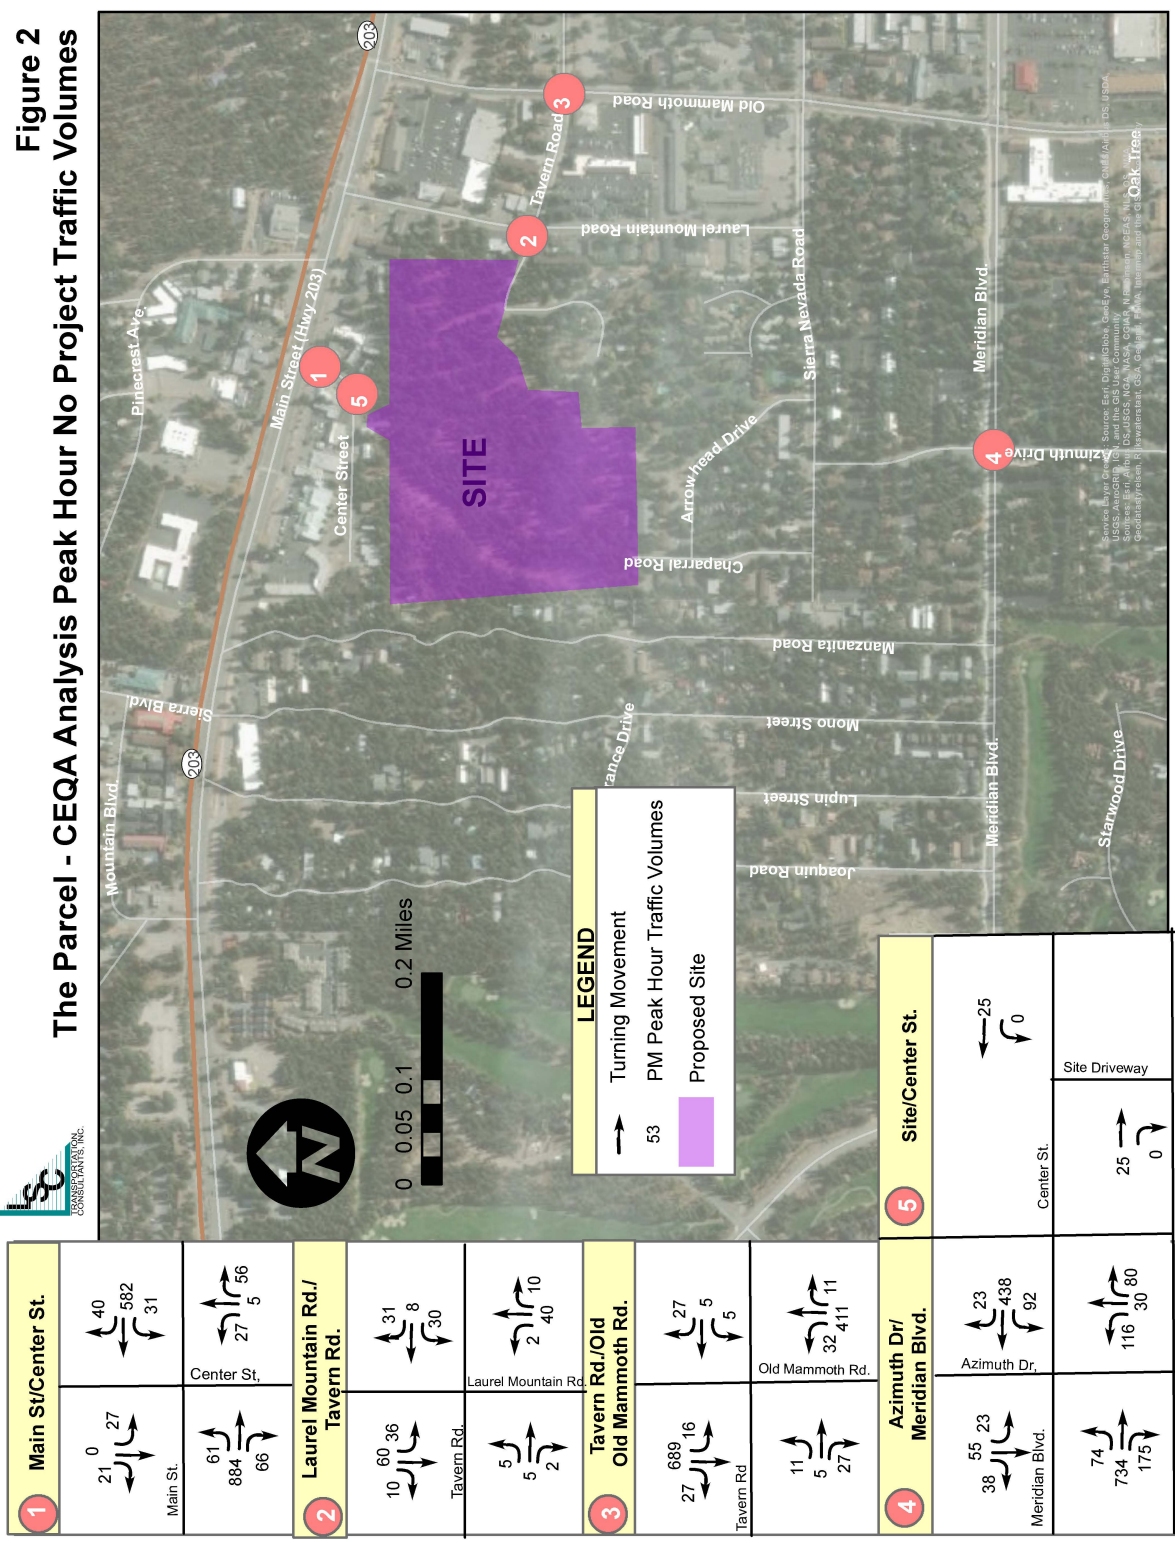 Figure 2
The Parcel - CEQA Analysis Peak Hour No Project Traffic Volumes
LSC
TRANSPORTATION
CONSULTANTS, INC.
203
203
Pinecrest Ave.
Main Street (Hwy 203)
Center Street
Mountain Blvd.
Sierra Blvd.
Tavern Road
Old Mammoth Road
Laurel Mountain Road
Sierra Nevada Road
Arrowhead Drive
Chaparral Road
Manzanita Road
Mono Street
Lupin Street
Joaquin Road
rance Drive
Meridian Blvd.
Meridian Blvd.
Azimuth Drive
Starwood Drive
Oak Tree
SITE
1
2
3
4
5
N
0 0.05 0.1 0.2 Miles
LEGEND
Turning Movement
53 PM Peak Hour Traffic Volumes
Proposed Site
1 Main St/Center St.
21 0 27
40
582
31
Main St.
Center St,
61
884
66
27 5 56
2 Laurel Mountain Rd./
Tavern Rd.
10 60 36
31
8
30
Tavern Rd.
Laurel Mountain Rd.
5
5
2
2 40 10
3 Tavern Rd./Old
Old Mammoth Rd.
27 689 16
27
5
5
Tavern Rd
Old Mammoth Rd.
11
5
27
32 411 11
4 Azimuth Dr/
Meridian Blvd.
38 55 23
23
438
92
Meridian Blvd.
Azimuth Dr,
74
734
175
116 30 80
5 Site/Center St.
25
0
Center St.
Site Driveway
25
0